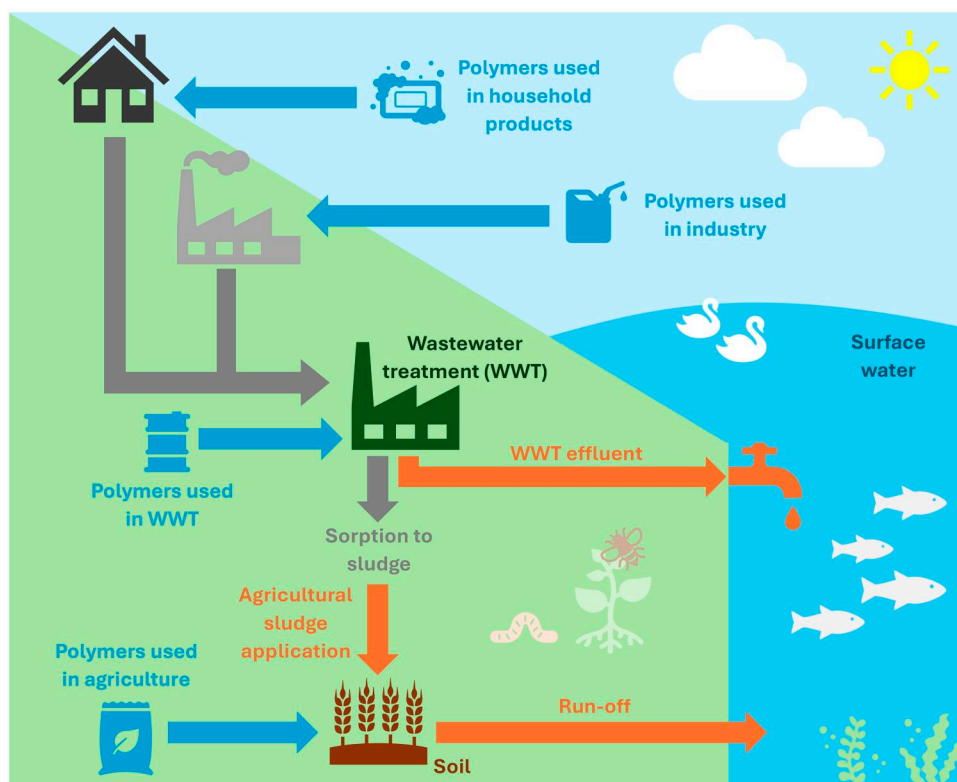 Polymers used
in household
products
Polymers used
in industry
Wastewater
treatment (WWT)
Surface
water
WWT effluent
Polymers used
in WWT
Sorption to
sludge
Agricultural
sludge
application
Polymers used
in agriculture
Run-off
Soil